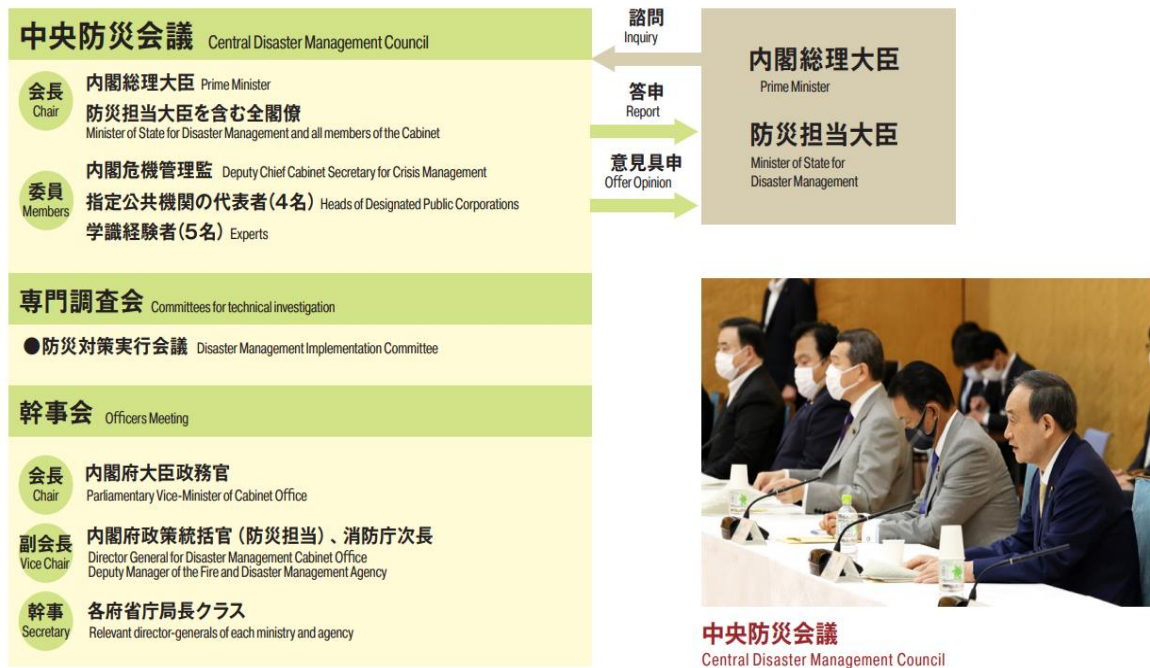 中央防災会議 Central Disaster Management Council
会長
Chair
内閣総理大臣 Prime Minister
防災担当大臣を含む全閣僚
Minister of State for Disaster Management and all members of the Cabinet
委員
Members
内閣危機管理監 Deputy Chief Cabinet Secretary for Crisis Management
指定公共機関の代表者(4名) Heads of Designated Public Corporations
学識経験者(5名) Experts
諮問
Inquiry
答申
Report
意見具申
Offer Opinion
内閣総理大臣
Prime Minister
防災担当大臣
Minister of State for
Disaster Management
専門調査会 Committees for technical investigation
●防災対策実行会議 Disaster Management Implementation Committee
幹事会 Officers Meeting
会長
Chair
内閣府大臣政務官
Parliamentary Vice-Minister of Cabinet Office
副会長
Vice Chair
内閣府政策統括官（防災担当）、消防庁次長
Director General for Disaster Management Cabinet Office
Deputy Manager of the Fire and Disaster Management Agency
幹事
Secretary
各府省庁局長クラス
Relevant director-generals of each ministry and agency
中央防災会議
Central Disaster Management Council